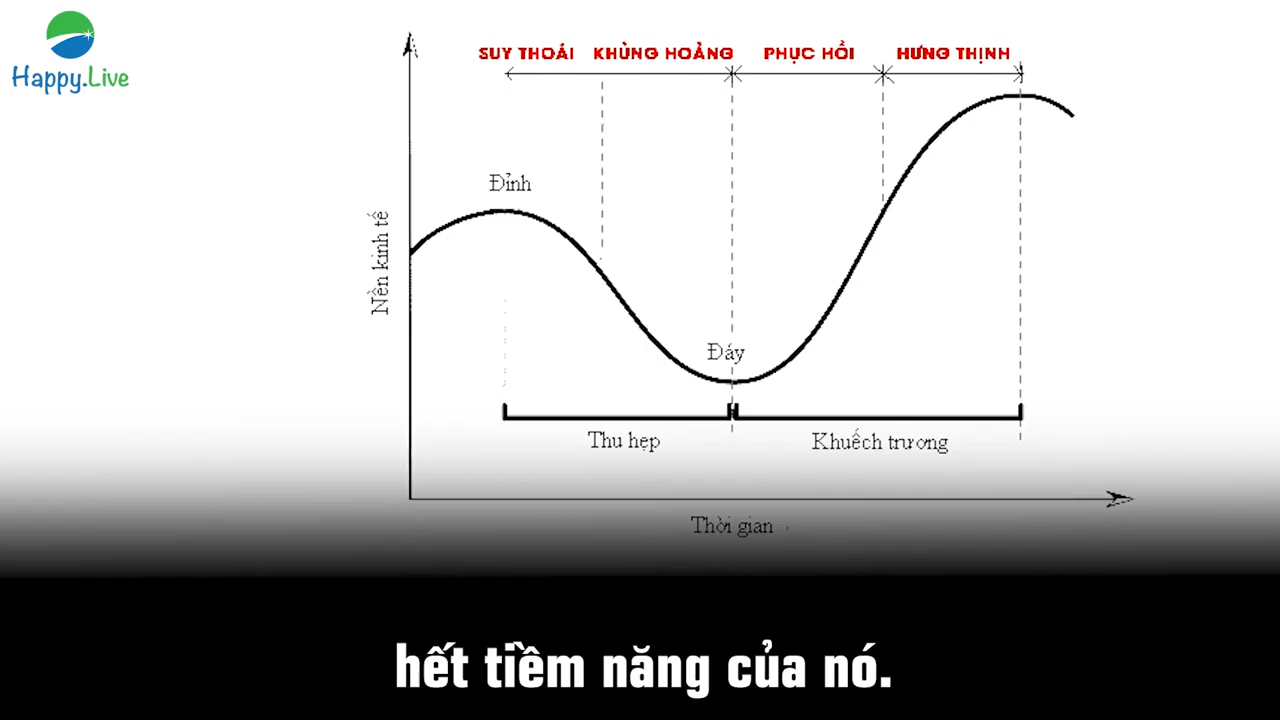 Happy.Live
SUY THOÁI KHỦNG HOẢNG PHỤC HỒI HƯNG THỊNH
Đỉnh
Nền kinh tế
Đáy
Thu hẹp
Khuếch trương
Thời gian
hết tiềm năng của nó.